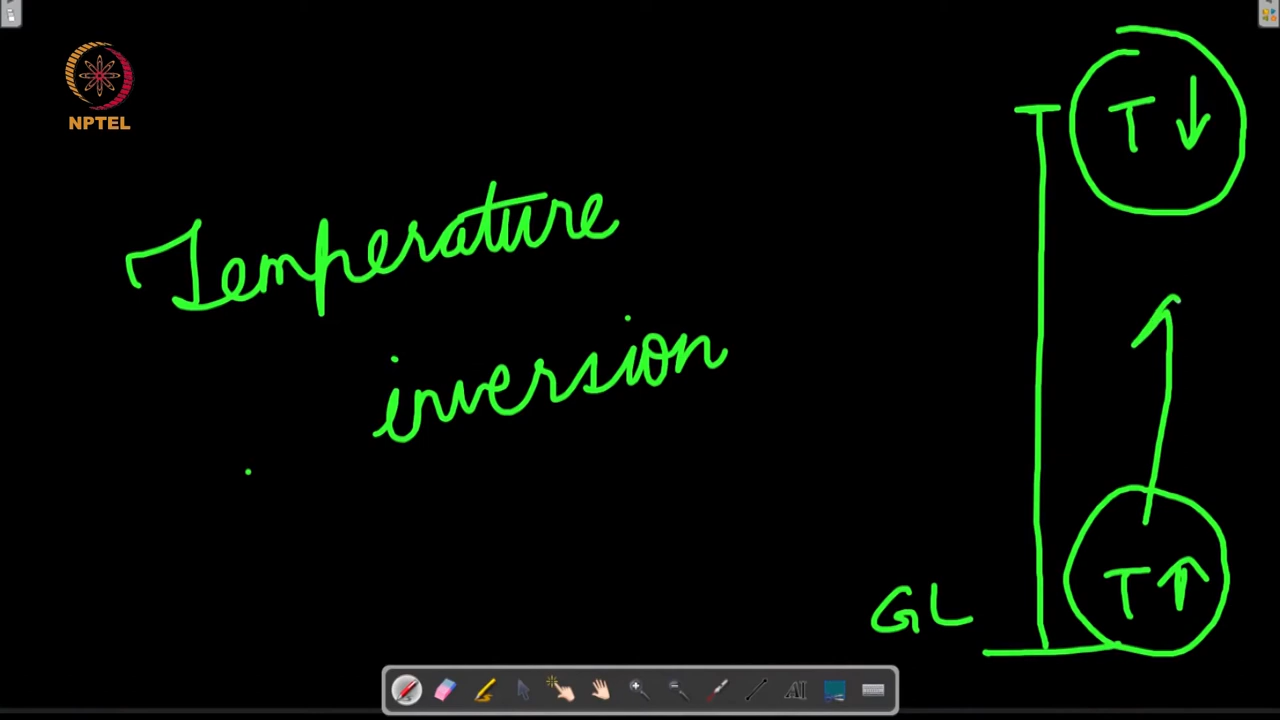 NPTEL
T ↓
Temperature
inversion
T ↑
GL